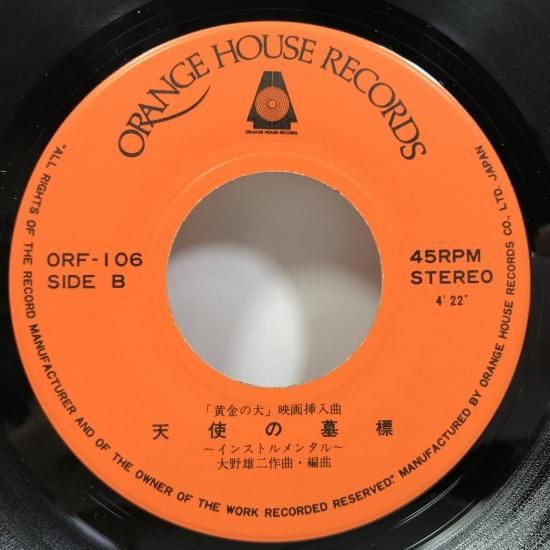 ORANGE HOUSE RECORDS
ORANGE HOUSE RECORDS
ORF-106
SIDE B
45RPM
STEREO
4'22"
「黄金の犬」映画挿入曲
天使の墓標
～インストルメンタル～
大野雄二作曲・編曲
"ALL RIGHTS OF THE RECORD MANUFACTURER AND OF THE OWNER OF THE WORK RECORDED RESERVED." MANUFACTURED BY ORANGE HOUSE RECORDS CO., LTD. JAPAN